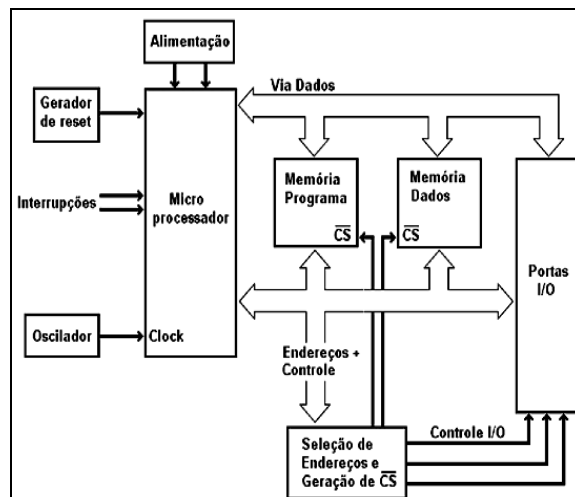 Alimentação
Gerador
de reset
Via Dados
Interrupções
Micro
processador
Memória
Programa
CS
Memória
Dados
CS
Portas
I/O
Oscilador
Clock
Endereços +
Controle
Seleção de
Endereços e
Geração de CS
Controle I/O